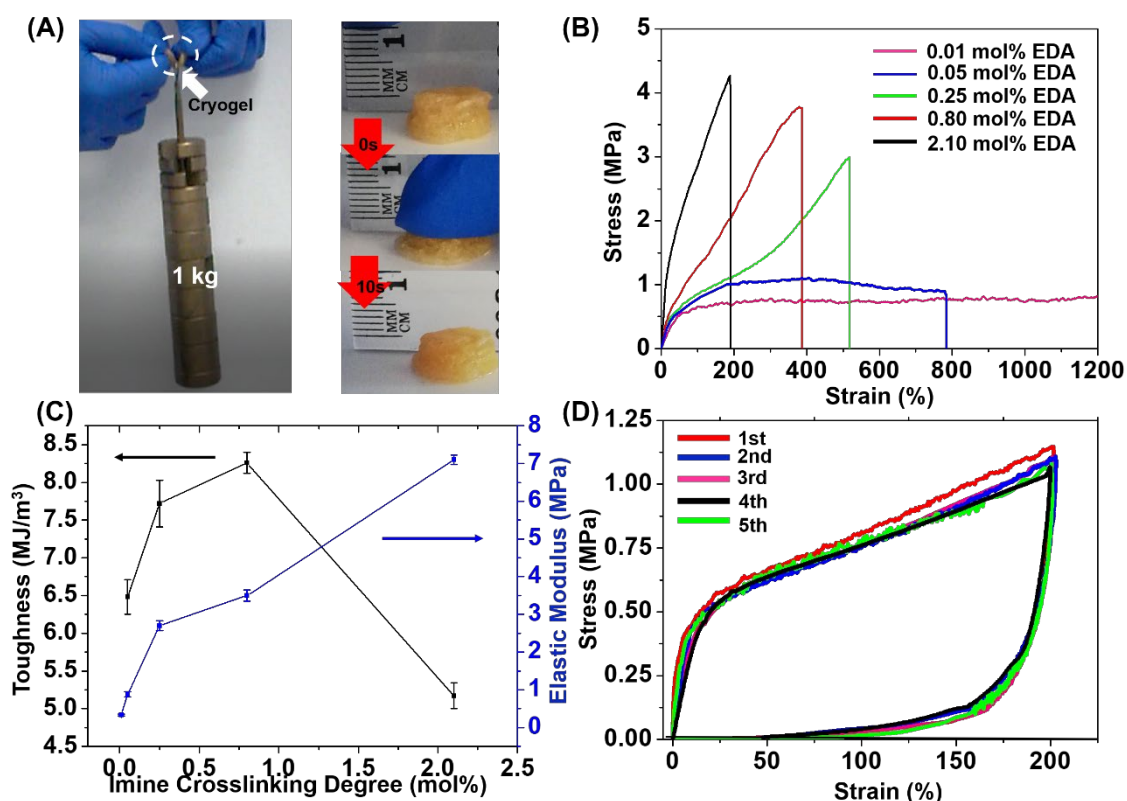 (A)
Cryogel
1 kg
1
MM
CM
0s
1
MM
CM
10s
1
MM
CM
(B)
5
4
3
2
1
0
Stress (MPa)
0.01 mol% EDA
0.05 mol% EDA
0.25 mol% EDA
0.80 mol% EDA
2.10 mol% EDA
0 200 400 600 800 1000 1200
Strain (%)
(C)
8.5
8.0
7.5
7.0
6.5
6.0
5.5
5.0
4.5
Toughness (MJ/m³)
8
7
6
5
4
3
2
1
0
Elastic Modulus (MPa)
0.0 0.5 1.0 1.5 2.0 2.5
Imine Crosslinking Degree (mol%)
(D)
1.25
1.00
0.75
0.50
0.25
0.00
Stress (MPa)
1st
2nd
3rd
4th
5th
0 50 100 150 200
Strain (%)